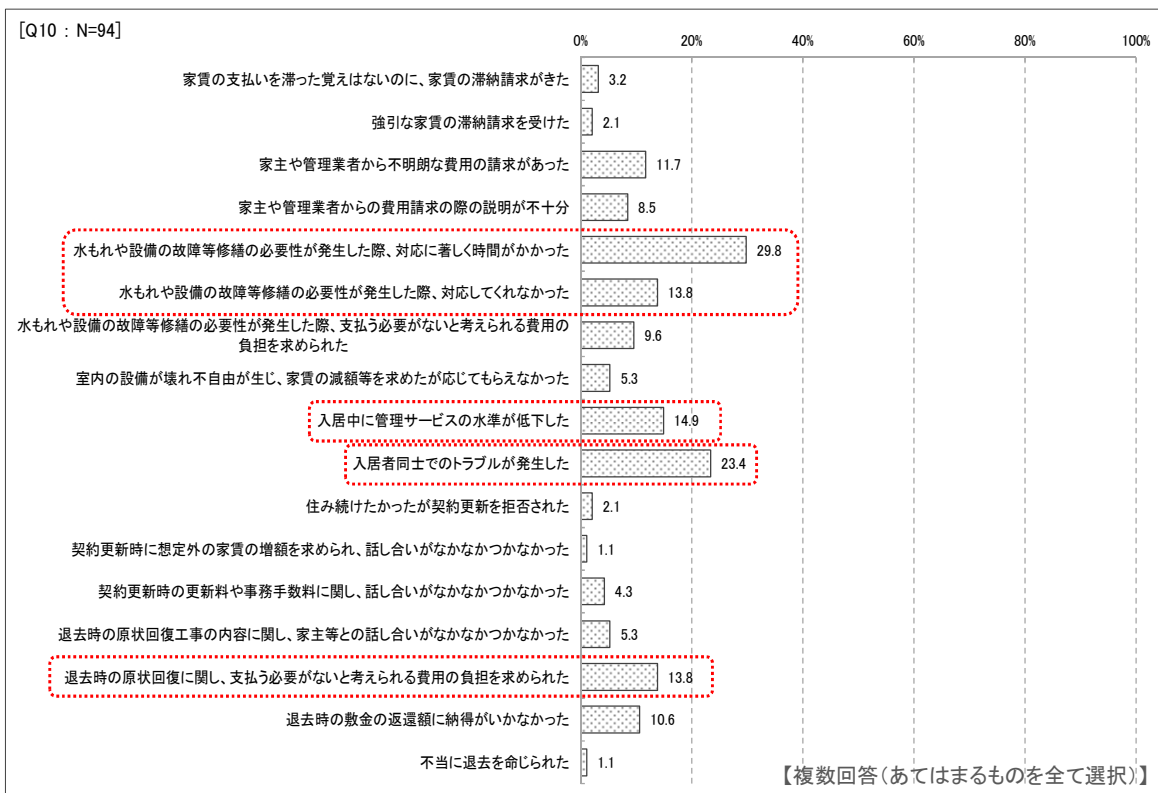 [Q10 : N=94]
0% 20% 40% 60% 80% 100%
家賃の支払いを滞った覚えはないのに、家賃の滞納請求がきた 3.2
強引な家賃の滞納請求を受けた 2.1
家主や管理業者から不明朗な費用の請求があった 11.7
家主や管理業者からの費用請求の際の説明が不十分 8.5
水もれや設備の故障等修繕の必要性が発生した際、対応に著しく時間がかかった 29.8
水もれや設備の故障等修繕の必要性が発生した際、対応してくれなかった 13.8
水もれや設備の故障等修繕の必要性が発生した際、支払う必要がないと考えられる費用の
負担を求められた 9.6
室内の設備が壊れ不自由が生じ、家賃の減額等を求めたが応じてもらえなかった 5.3
入居中に管理サービスの水準が低下した 14.9
入居者同士でのトラブルが発生した 23.4
住み続けたかったが契約更新を拒否された 2.1
契約更新時に想定外の家賃の増額を求められ、話し合いがなかなかつかなかった 1.1
契約更新時の更新料や事務手数料に関し、話し合いがなかなかつかなかった 4.3
退去時の原状回復工事の内容に関し、家主等との話し合いがなかなかつかなかった 5.3
退去時の原状回復に関し、支払う必要がないと考えられる費用の負担を求められた 13.8
退去時の敷金の返還額に納得がいかなかった 10.6
不当に退去を命じられた 1.1
【複数回答(あてはまるものを全て選択)】